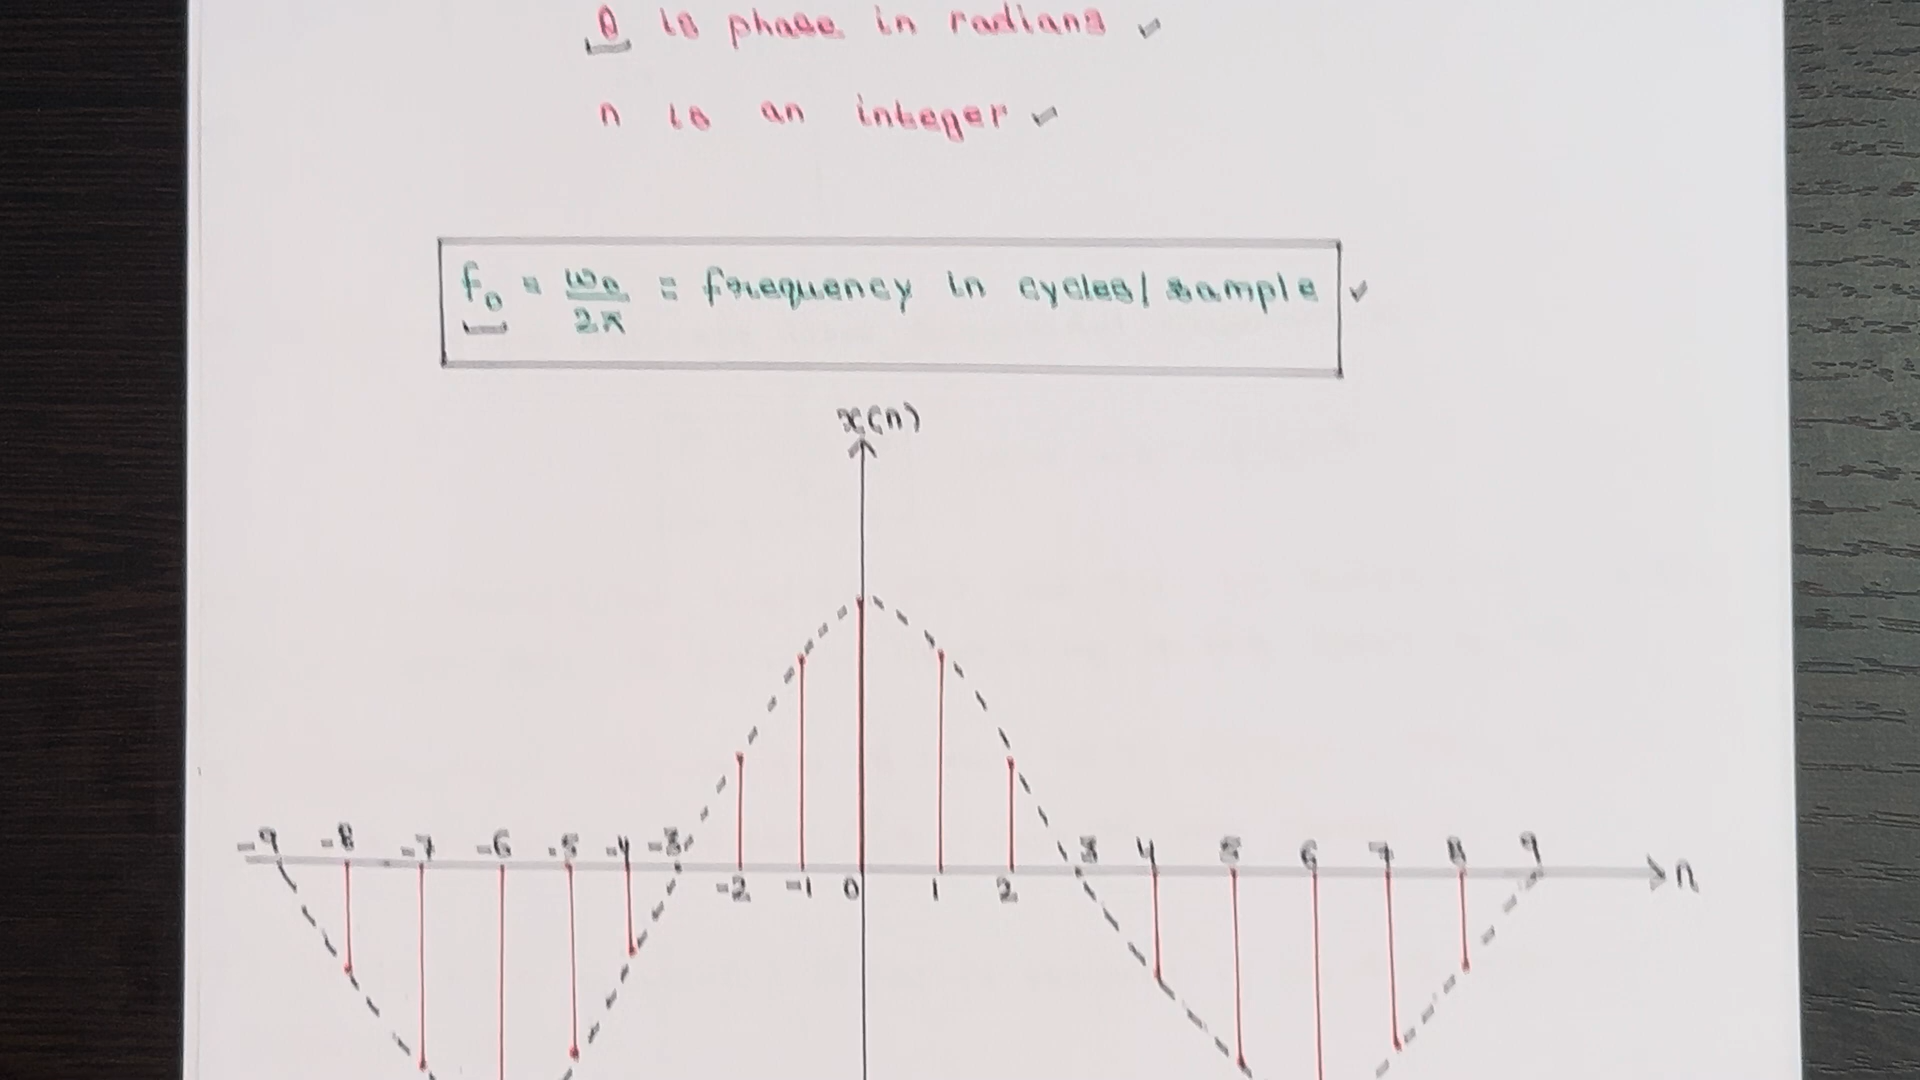 θ is phase in radians ✓
n is an integer ✓
f₀ = ω₀/2π = frequency in cycles/sample ✓
x(n)
-9 -8 -7 -6 -5 -4 -3 3 4 5 6 7 8 9
-2 -1 0 1 2 n